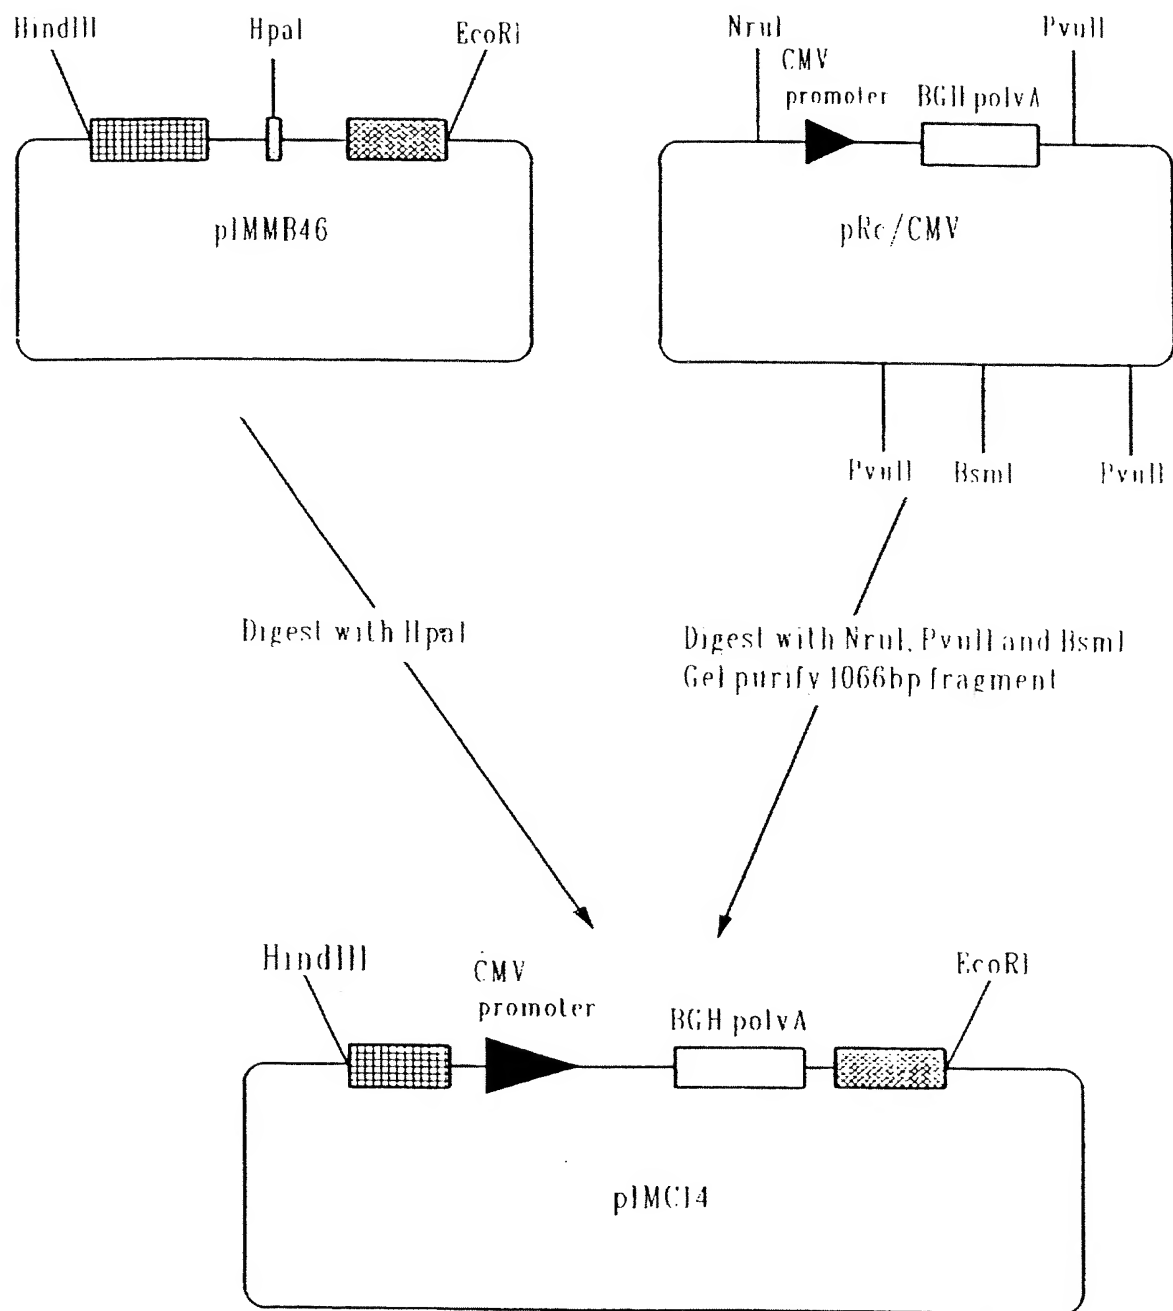 HindIII
HpaI
EcoRI
NruI
PvuII
CMV
promoter
BGH polyA
pIMMB46
pRc/CMV
PvuII
BsmI
PvuII
Digest with HpaI
Digest with NruI, PvuII and BsmI
Gel purify 1066bp fragment
HindIII
CMV
promoter
BGH polyA
EcoRI
pIMC14